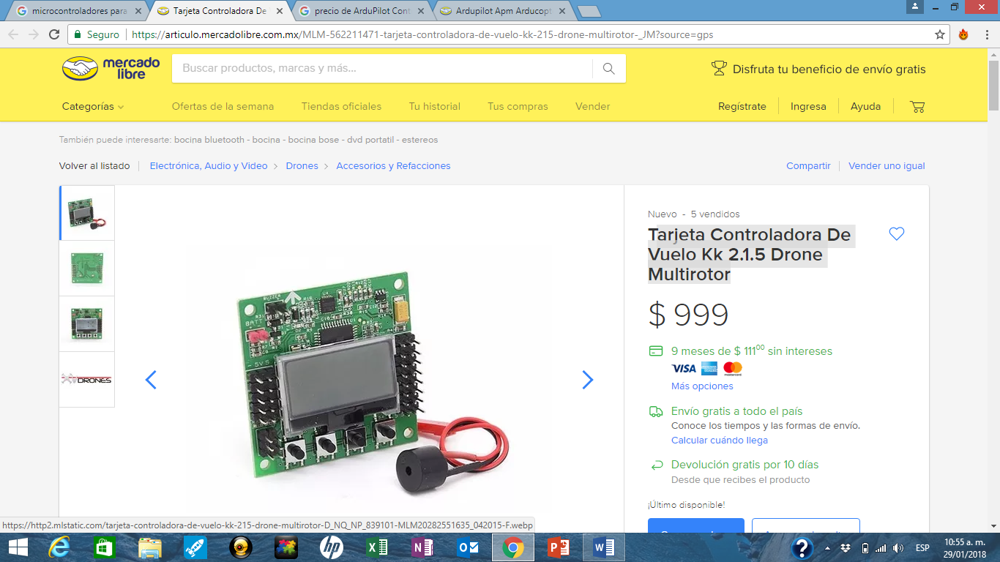 microcontroladores para
Tarjeta Controladora De
precio de ArduPilot Cont
Ardupilot Apm Arducopt
Seguro
https://articulo.mercadolibre.com.mx/MLM-562211471-tarjeta-controladora-de-vuelo-kk-215-drone-multirotor-_JM?source=gps
mercado
libre
Buscar productos, marcas y más...
Disfruta tu beneficio de envío gratis
Categorías
Ofertas de la semana
Tiendas oficiales
Tu historial
Tus compras
Vender
Regístrate
Ingresa
Ayuda
También puede interesarte: bocina bluetooth - bocina - bocina bose - dvd portatil - estereos
Volver al listado
Electrónica, Audio y Video > Drones > Accesorios y Refacciones
Compartir
Vender uno igual
DRONES
BUZZER
BATT
- 5V5
Nuevo - 5 vendidos
Tarjeta Controladora De
Vuelo Kk 2.1.5 Drone
Multirotor
$ 999
9 meses de $ 111 00 sin intereses
VISA
mastercard
Más opciones
Envío gratis a todo el país
Conoce los tiempos y las formas de envío.
Calcular cuándo llega
Devolución gratis por 10 días
Desde que recibes el producto
¡Último disponible!
https://http2.mlstatic.com/tarjeta-controladora-de-vuelo-kk-215-drone-multirotor-D_NQ_NP_839101-MLM20282551635_042015-F.webp
ESP
10:55 a. m.
29/01/2018